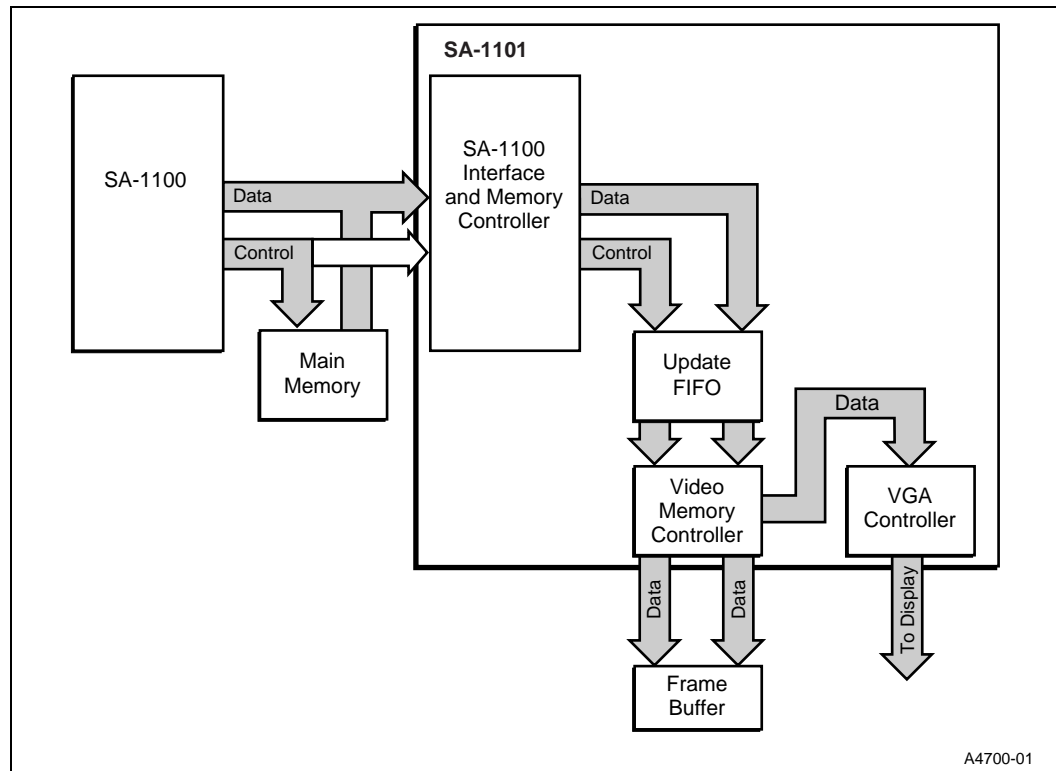 SA-1101
SA-1100
SA-1100
Interface
and Memory
Controller
Data
Data
Control
Control
Main
Memory
Update
FIFO
Data
Video
Memory
Controller
VGA
Controller
Data
Data
To Display
Frame
Buffer
A4700-01